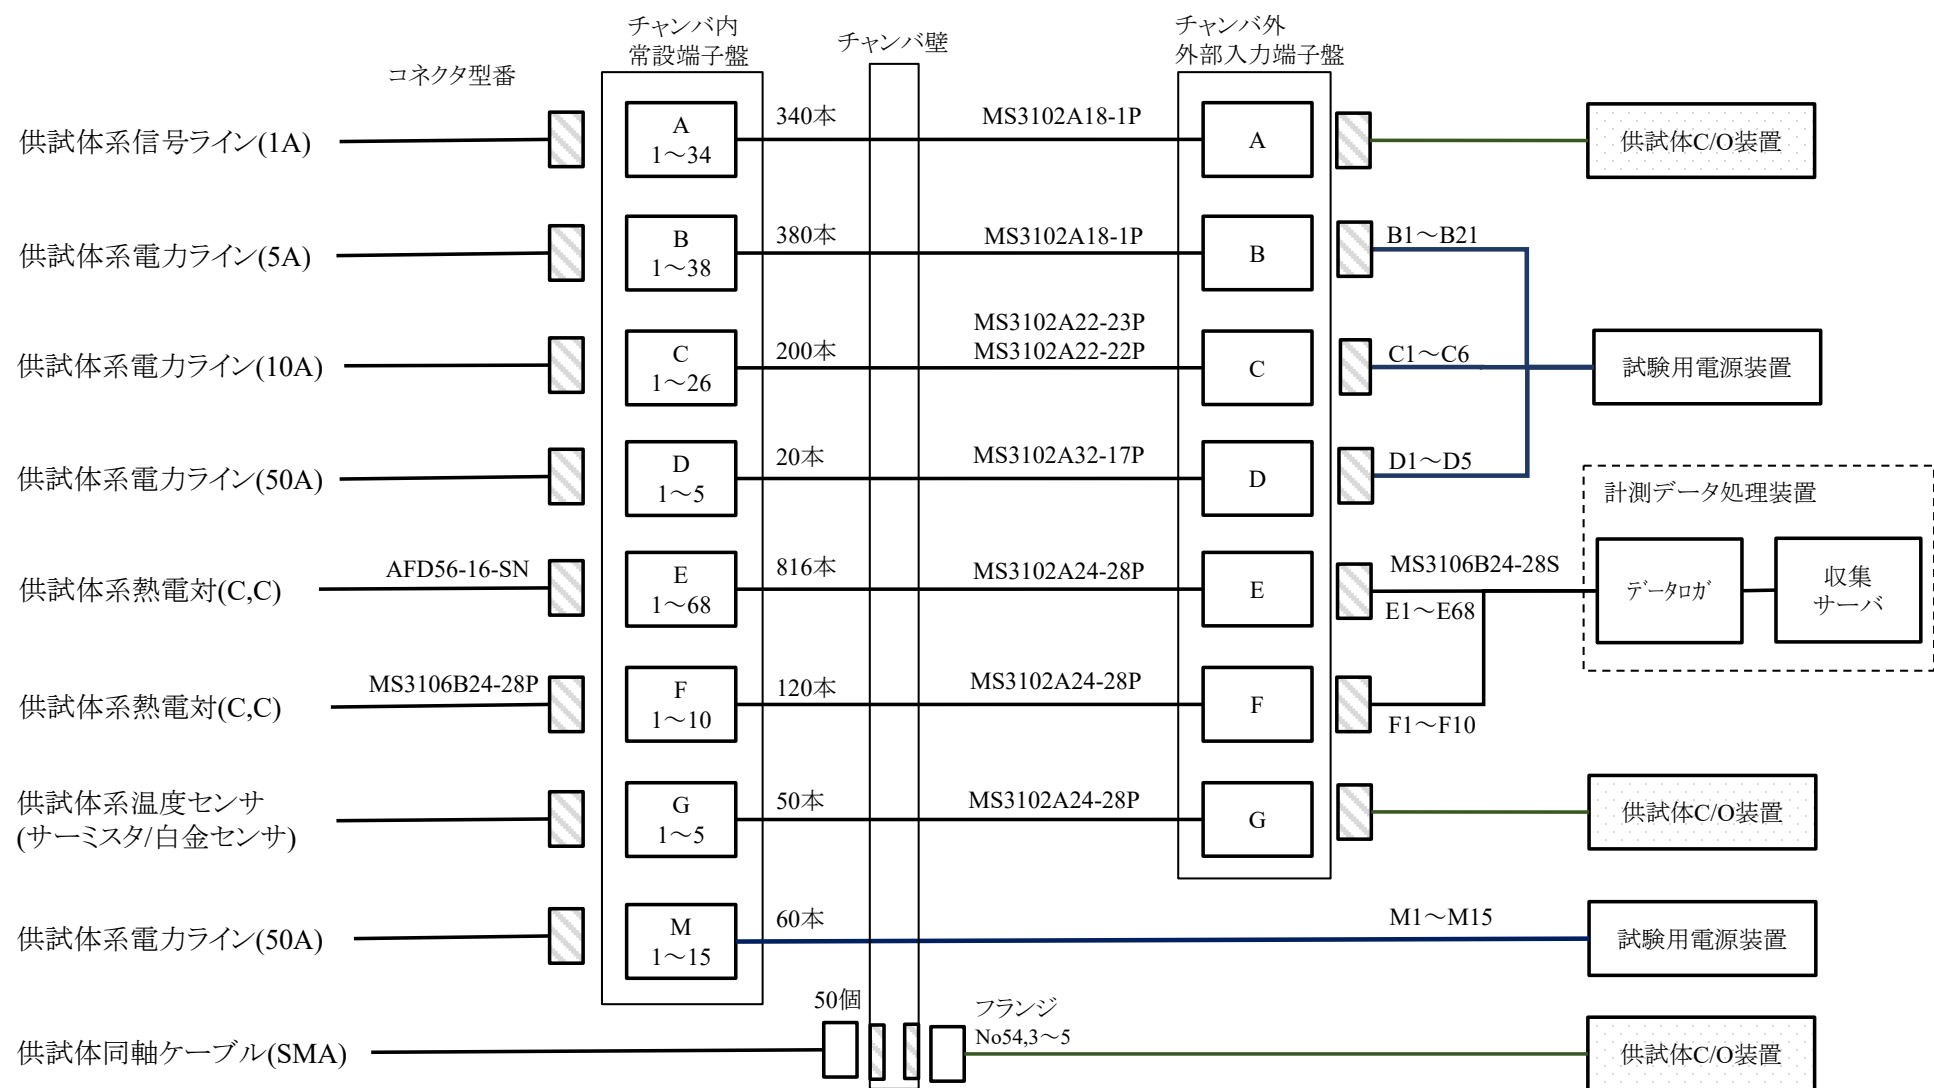 チャンバ内
常設端子盤
チャンバ壁
チャンバ外
外部入力端子盤
コネクタ型番
供試体系信号ライン(1A)
A
1～34
340本
MS3102A18-1P
A
供試体C/O装置
供試体系電力ライン(5A)
B
1～38
380本
MS3102A18-1P
B
B1～B21
供試体系電力ライン(10A)
C
1～26
200本
MS3102A22-23P
MS3102A22-22P
C
C1～C6
試験用電源装置
供試体系電力ライン(50A)
D
1～5
20本
MS3102A32-17P
D
D1～D5
計測データ処理装置
供試体系熱電対(C,C)
AFD56-16-SN
E
1～68
816本
MS3102A24-28P
E
MS3106B24-28S
E1～E68
ﾃﾞｰﾀﾛｶﾞ
収集
サーバ
供試体系熱電対(C,C)
MS3106B24-28P
F
1～10
120本
MS3102A24-28P
F
F1～F10
供試体系温度センサ
(サーミスタ/白金センサ)
G
1～5
50本
MS3102A24-28P
G
供試体C/O装置
供試体系電力ライン(50A)
M
1～15
60本
M1～M15
試験用電源装置
供試体同軸ケーブル(SMA)
50個
フランジ
No54,3～5
供試体C/O装置